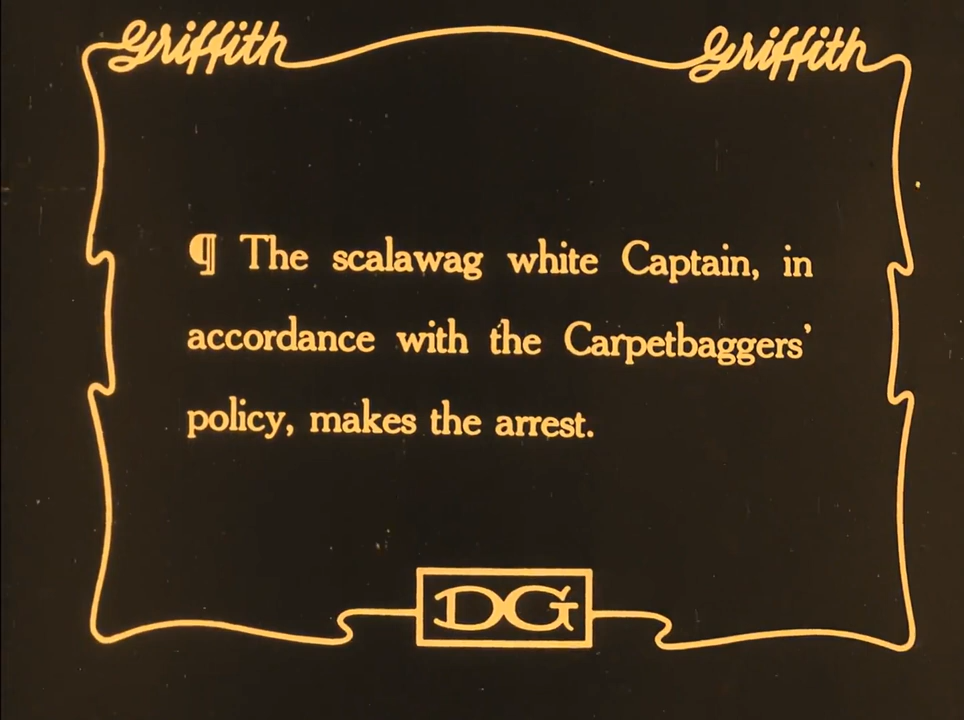 Griffith Griffith
¶ The scalawag white Captain, in
accordance with the Carpetbaggers’
policy, makes the arrest.
DG